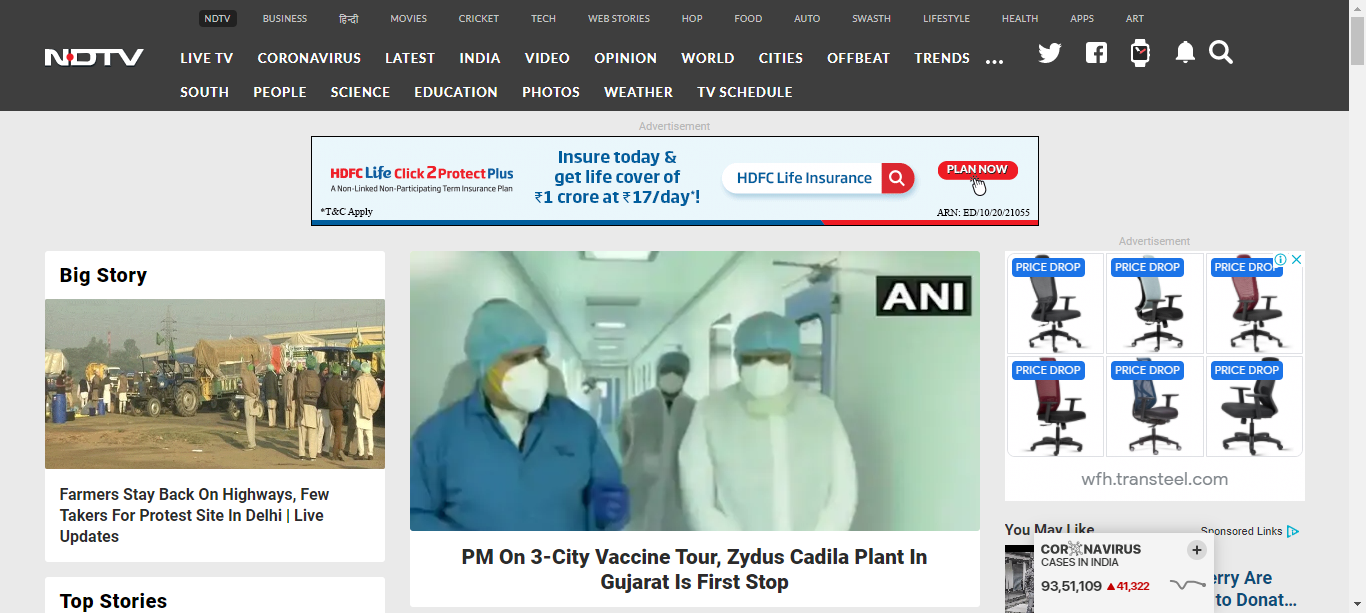 NDTV BUSINESS हिन्दी MOVIES CRICKET TECH WEB STORIES HOP FOOD AUTO SWASTH LIFESTYLE HEALTH APPS ART
NDTV
LIVE TV CORONAVIRUS LATEST INDIA VIDEO OPINION WORLD CITIES OFFBEAT TRENDS ...
SOUTH PEOPLE SCIENCE EDUCATION PHOTOS WEATHER TV SCHEDULE
Advertisement
HDFC Life Click 2 Protect Plus
A Non-Linked Non-Participating Term Insurance Plan
*T&C Apply
Insure today &
get life cover of
₹1 crore at ₹17/day*!
HDFC Life Insurance
PLAN NOW
ARN: ED/10/20/21055
Big Story
Farmers Stay Back On Highways, Few
Takers For Protest Site In Delhi | Live
Updates
Top Stories
ANI
PM On 3-City Vaccine Tour, Zydus Cadila Plant In
Gujarat Is First Stop
Advertisement
PRICE DROP PRICE DROP PRICE DROP
PRICE DROP PRICE DROP PRICE DROP
wfh.transteel.com
You May Like
Sponsored Links
CORONAVIRUS
CASES IN INDIA
93,51,109 ▲41,322
erry Are
to Donat...